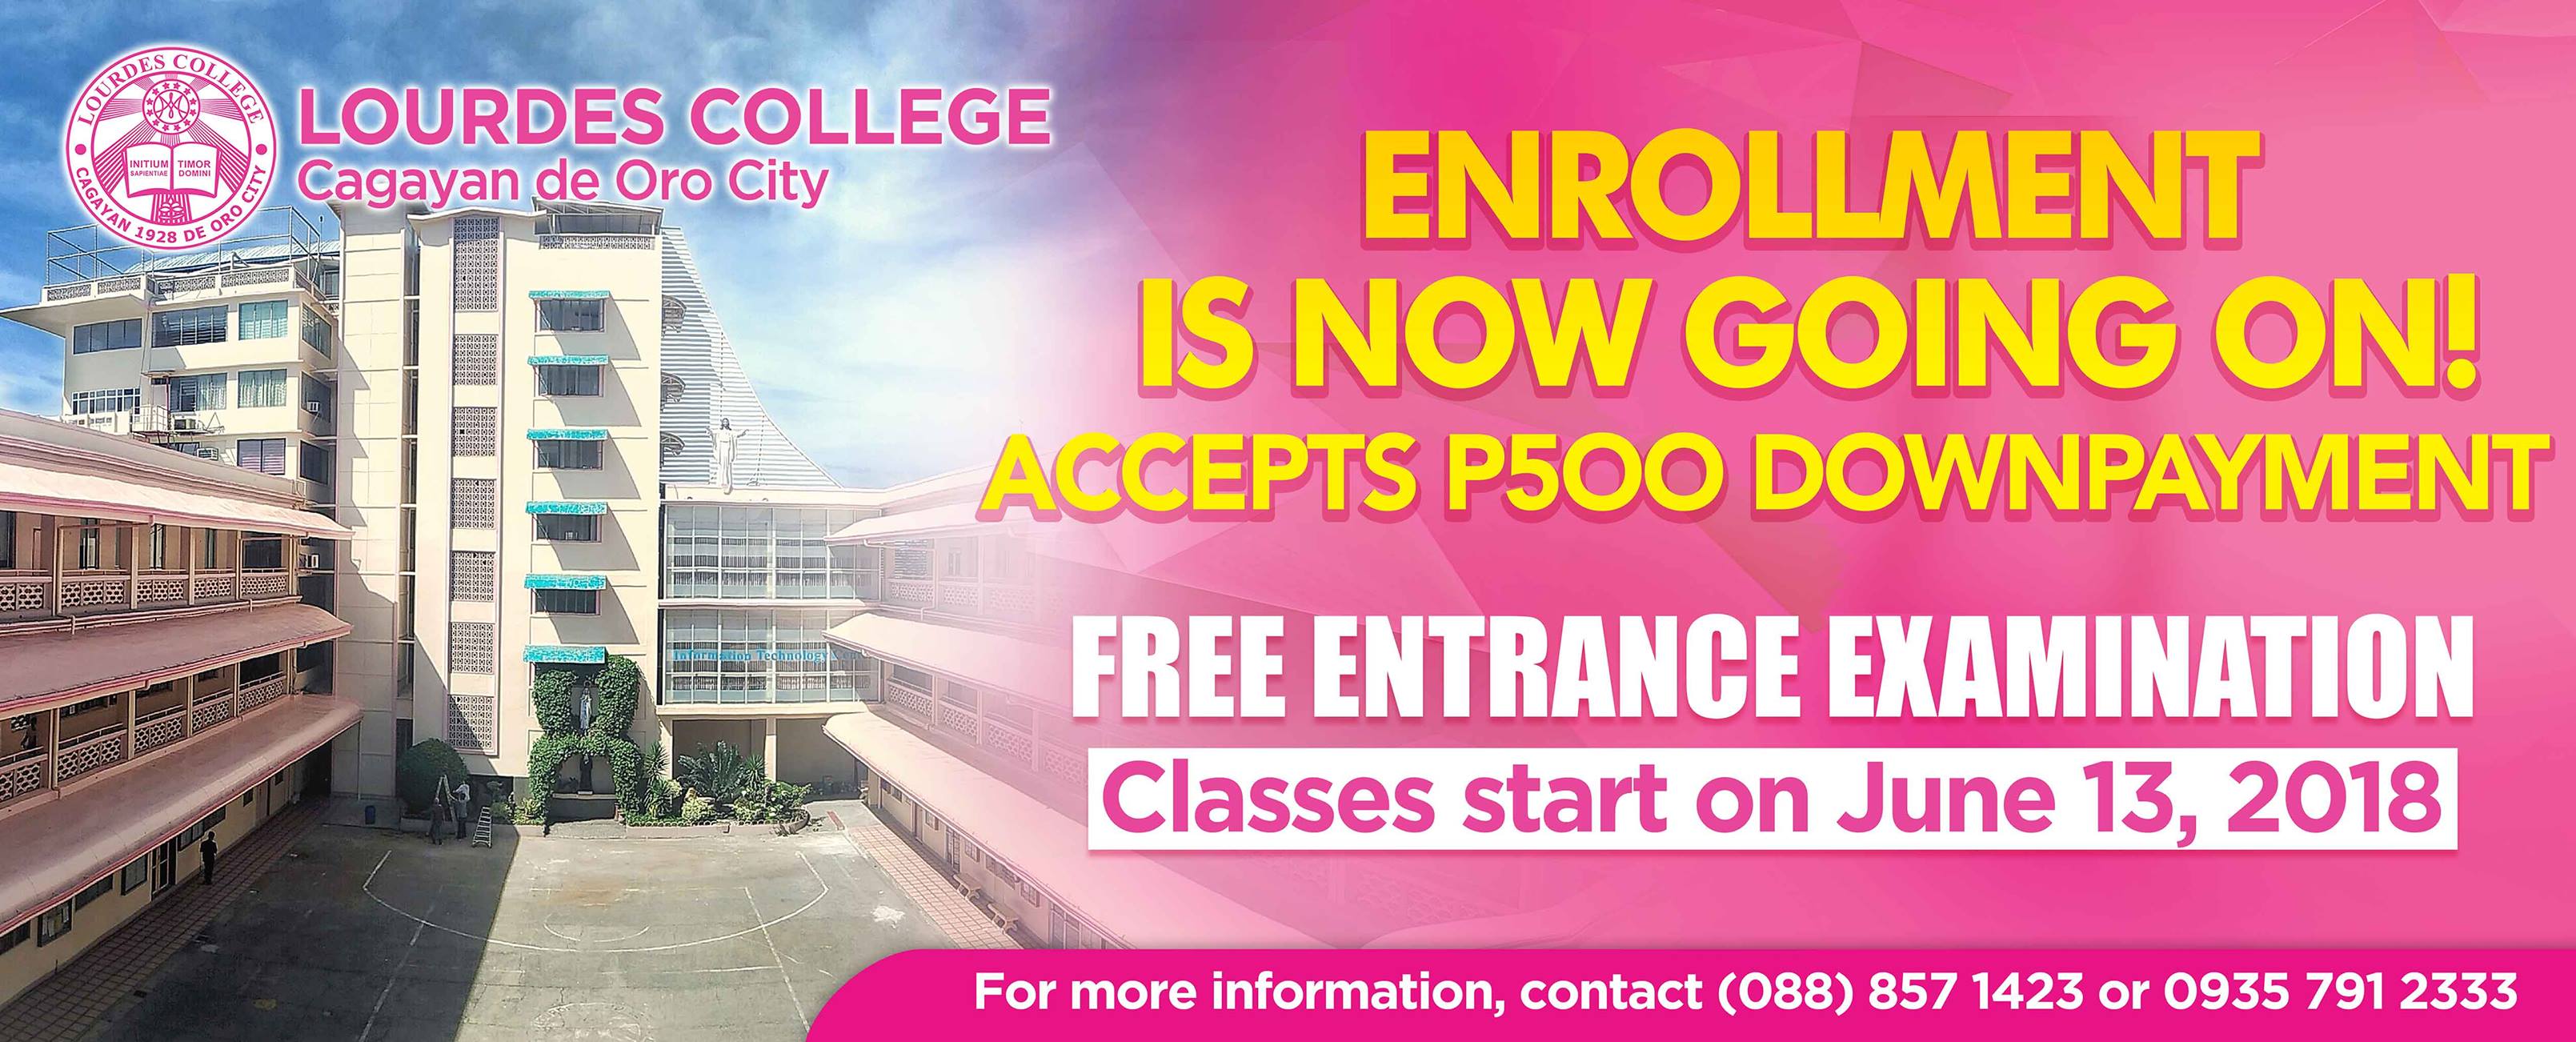 LOURDES COLLEGE
CAGAYAN 1928 DE ORO CITY
INITIUM TIMOR
SAPIENTIAE DOMINI
LOURDES COLLEGE
Cagayan de Oro City
ENROLLMENT
IS NOW GOING ON!
ACCEPTS P500 DOWNPAYMENT
Information Technology
FREE ENTRANCE EXAMINATION
Classes start on June 13, 2018
For more information, contact (088) 857 1423 or 0935 791 2333